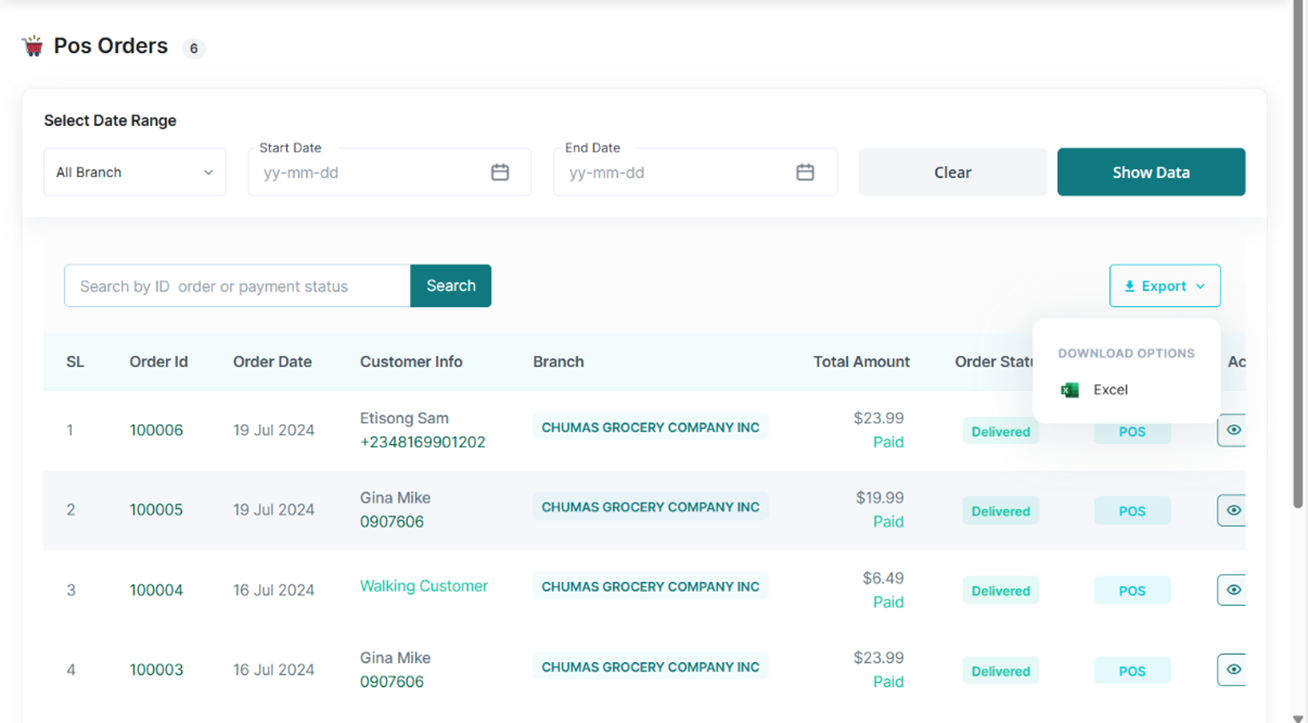 Pos Orders 6
Select Date Range
All Branch
Start Date
yy-mm-dd
End Date
yy-mm-dd
Clear
Show Data
Search by ID order or payment status
Search
Export
DOWNLOAD OPTIONS
Excel
SL Order Id Order Date Customer Info Branch Total Amount Order Statu Ac
1 100006 19 Jul 2024 Etisong Sam CHUMAS GROCERY COMPANY INC $23.99 Delivered POS
+2348169901202 Paid
2 100005 19 Jul 2024 Gina Mike CHUMAS GROCERY COMPANY INC $19.99 Delivered POS
0907606 Paid
3 100004 16 Jul 2024 Walking Customer CHUMAS GROCERY COMPANY INC $6.49 Delivered POS
Paid
4 100003 16 Jul 2024 Gina Mike CHUMAS GROCERY COMPANY INC $23.99 Delivered POS
0907606 Paid